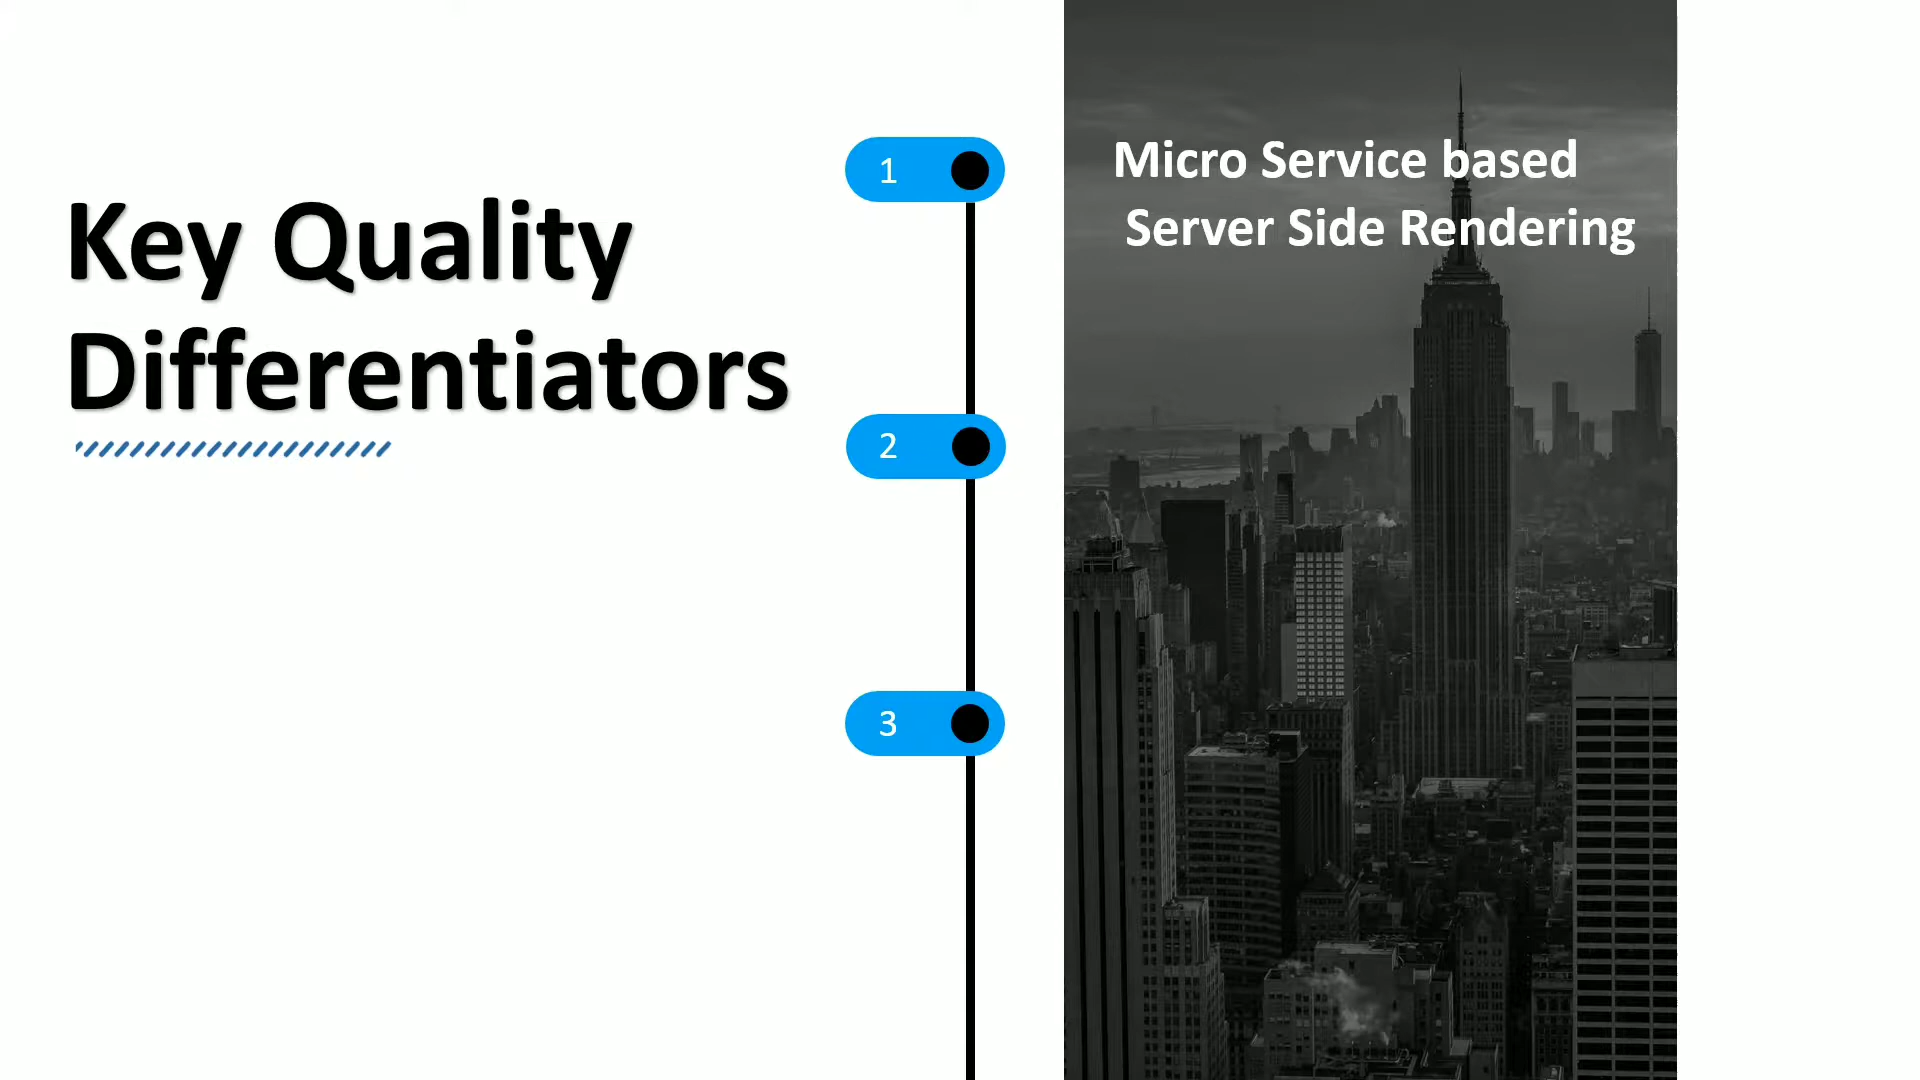 Key Quality
Differentiators
1
Micro Service based
Server Side Rendering
2
3